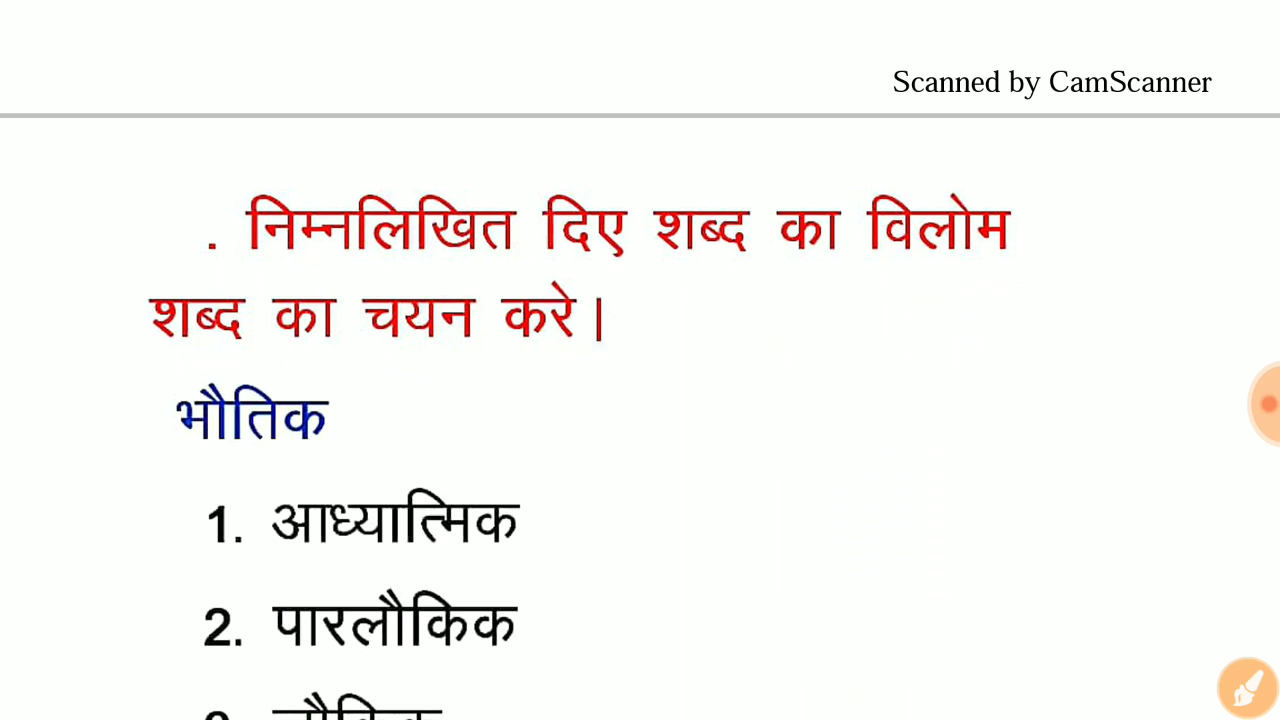 Scanned by CamScanner
. निम्नलिखित दिए शब्द का विलोम
शब्द का चयन करे|
भौतिक
1. आध्यात्मिक
2. पारलौकिक